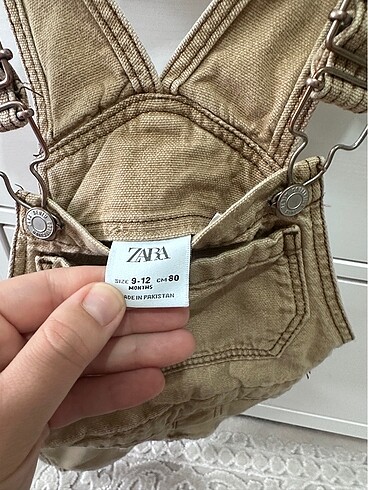 ZARA
SIZE 9-12 CM 80
MONTHS
MADE IN PAKISTAN